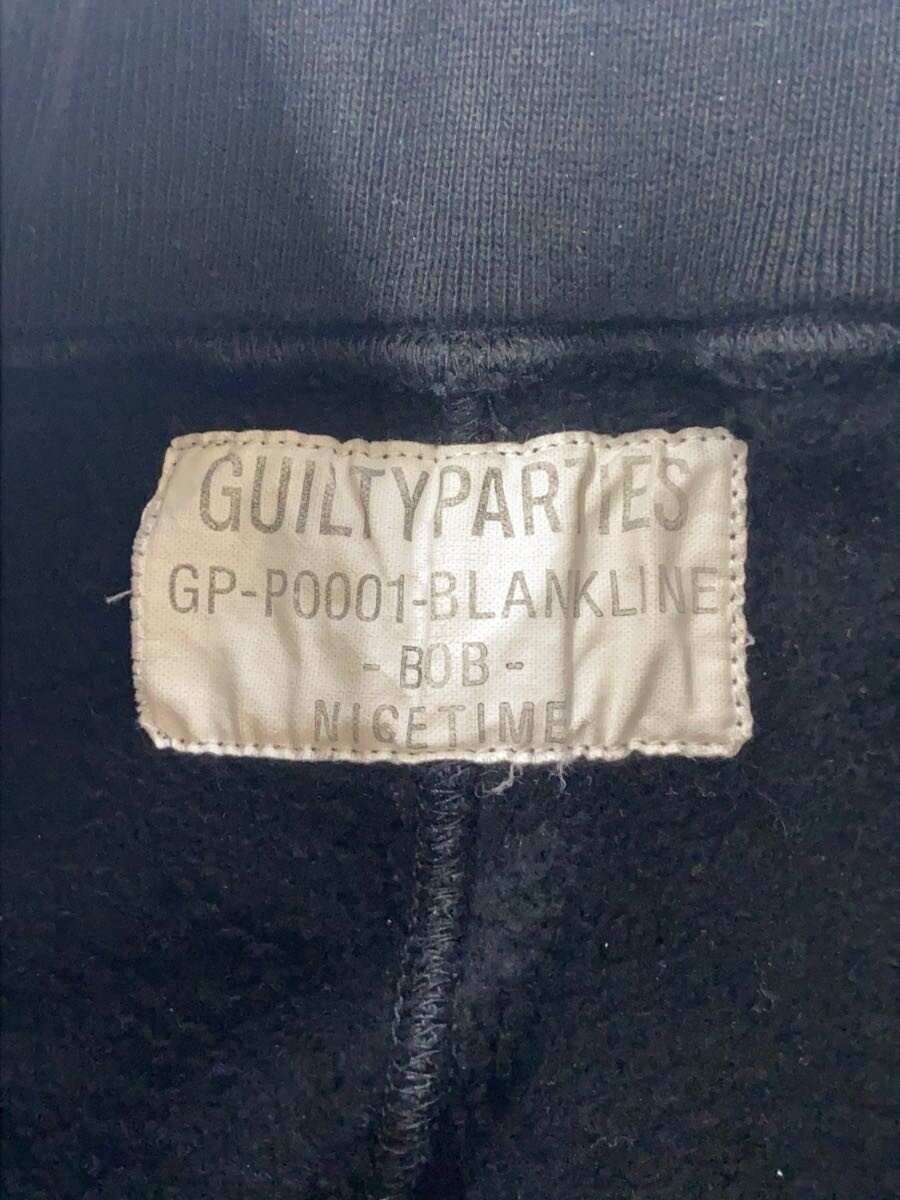 GUILTYPARTIES
GP-P0001-BLANKLINE
- BOB -
NICETIME